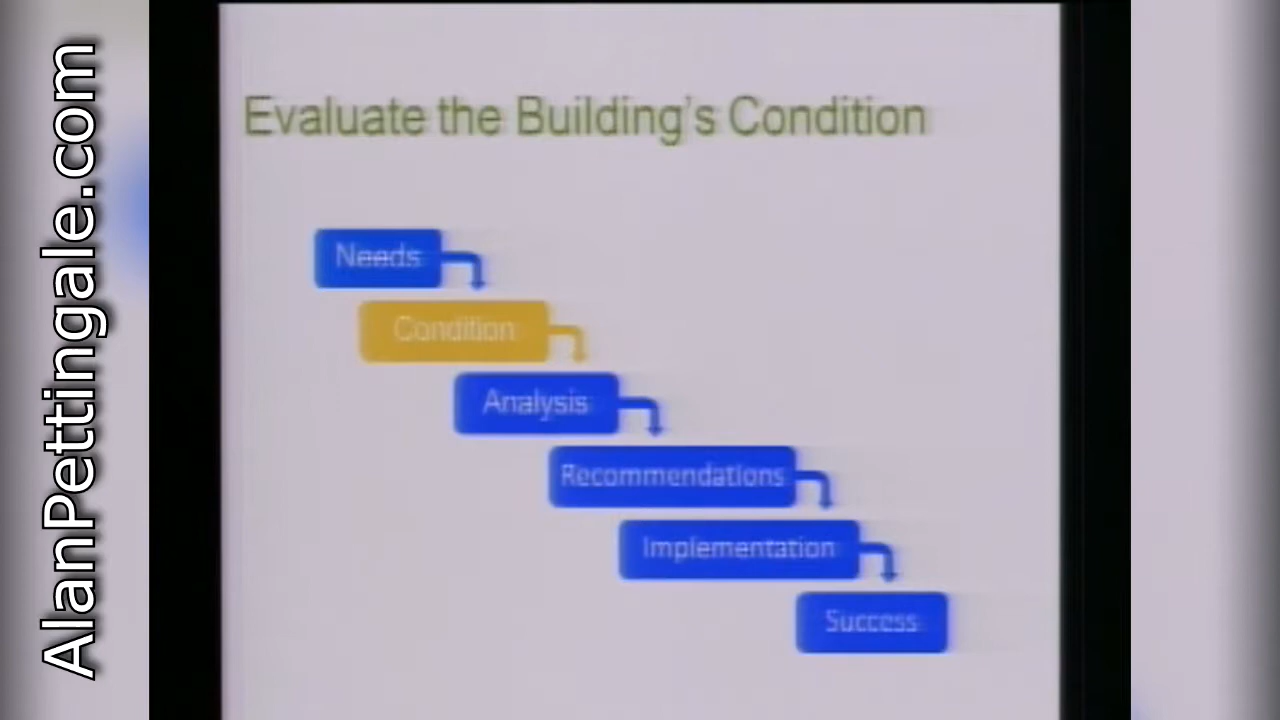 AlanPettingale.com
Evaluate the Building's Condition
Needs
Condition
Analysis
Recommendations
Implementation
Success